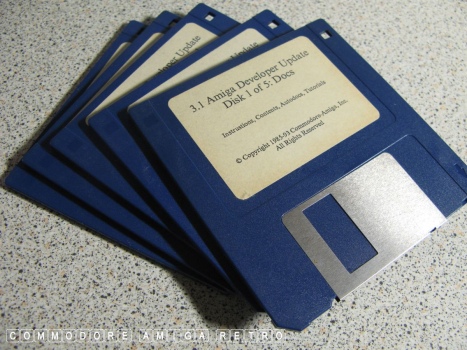 3.1 Amiga Developer Update
Disk 1 of 5: Docs
Instructions, Contents, Autodocs, Tutorials
© Copyright 1985-93 Commodore-Amiga, Inc.
All Rights Reserved
Developer Update
Update
COMMODORE AMIGA RETRO